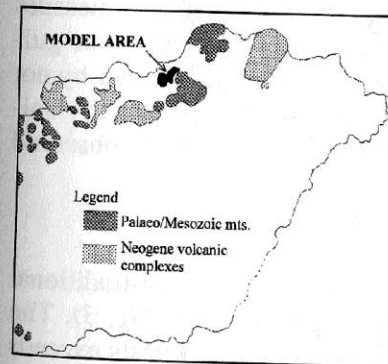 MODEL AREA
Legend
Palaeo/Mesozoic mts.
Neogene volcanic
complexes